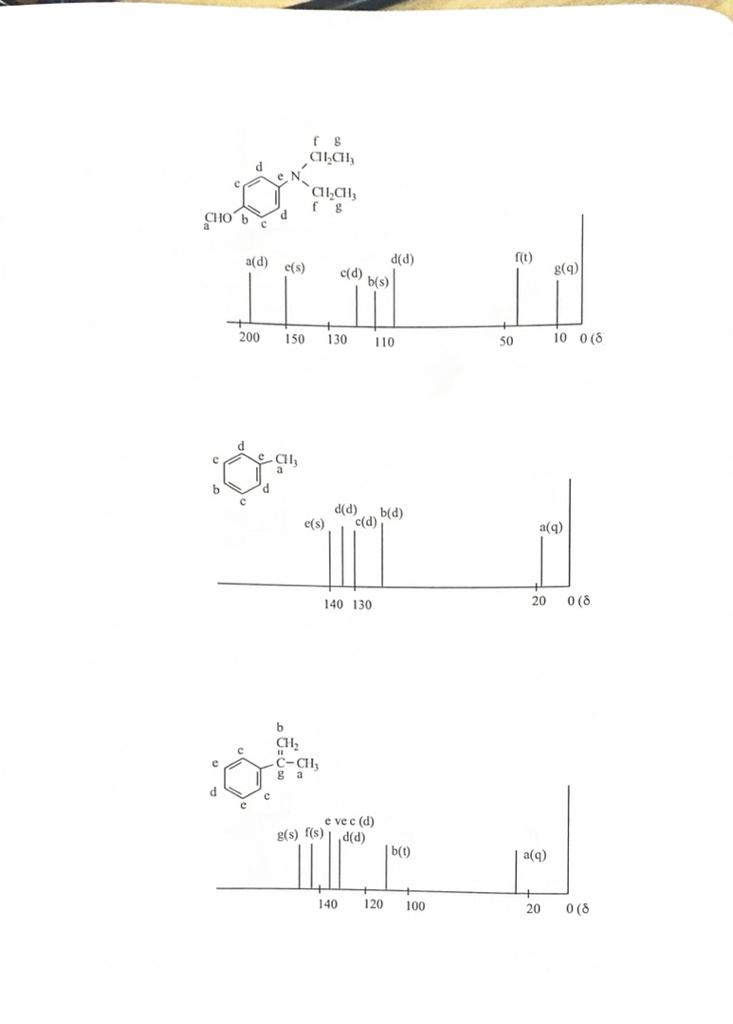 f g
CH₂CH₃
d
c e N
CH₂CH₃
f g
CHO b c d
a
a(d) e(s) c(d) b(s) d(d) f(t) g(q)
200 150 130 110 50 10 0 (δ
d
c e CH₃
a
b d
c
e(s) d(d) c(d) b(d) a(q)
140 130 20 0 (δ
b
CH₂
c
e C-CH₃
g a
d c
e
g(s) f(s) e ve c (d) d(d) b(t) a(q)
140 120 100 20 0 (δ